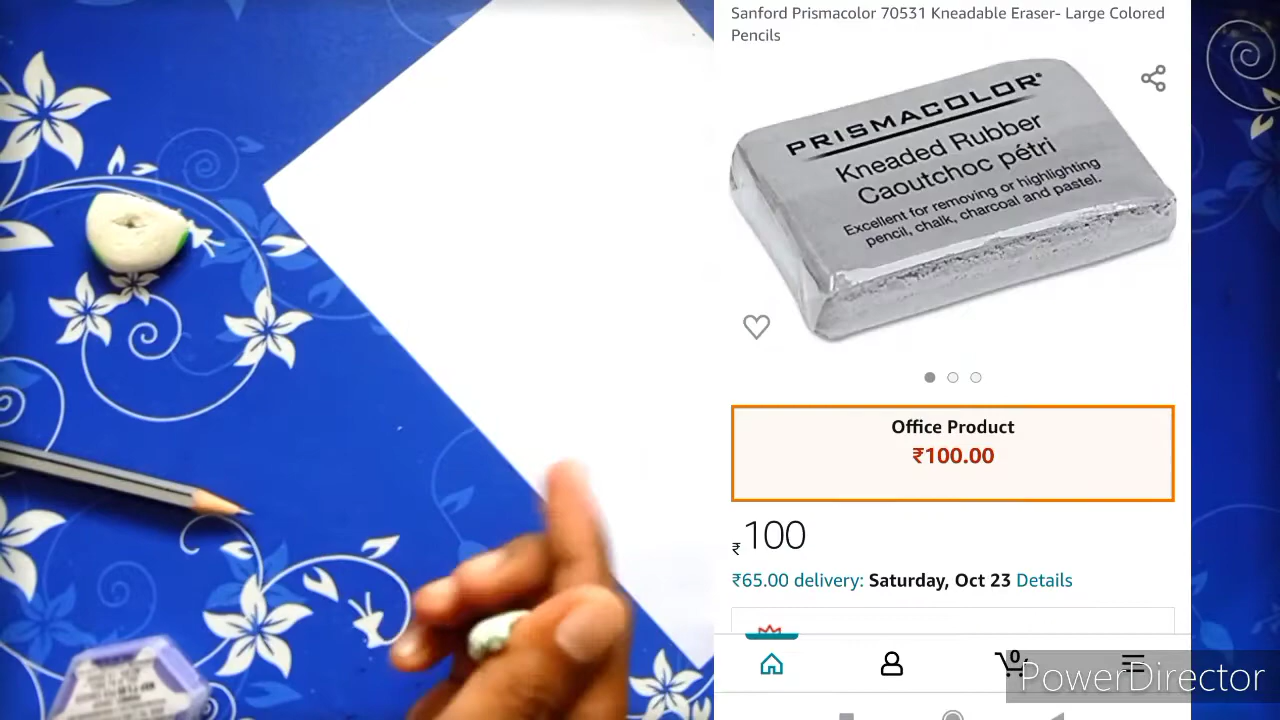 Sanford Prismacolor 70531 Kneadable Eraser- Large Colored
Pencils
PRISMACOLOR
Kneaded Rubber
Caoutchoc pétri
Excellent for removing or highlighting
pencil, chalk, charcoal and pastel.
Office Product
₹100.00
₹100
₹65.00 delivery: Saturday, Oct 23 Details
0
PowerDirector